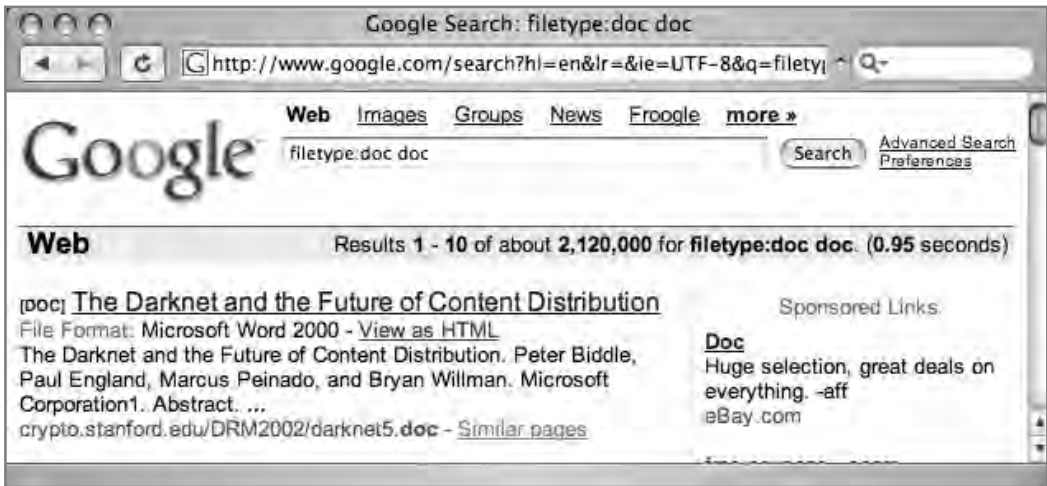 Google Search: filetype:doc doc
http://www.google.com/search?hl=en&lr=&ie=UTF-8&q=filety
Web Images Groups News Froogle more »
Google
filetype:doc doc
Search
Advanced Search
Preferences
Web
Results 1 - 10 of about 2,120,000 for filetype:doc doc. (0.95 seconds)
[DOC] The Darknet and the Future of Content Distribution
File Format: Microsoft Word 2000 - View as HTML
The Darknet and the Future of Content Distribution. Peter Biddle,
Paul England, Marcus Peinado, and Bryan Willman. Microsoft
Corporation1. Abstract. ...
crypto.stanford.edu/DRM2002/darknet5.doc - Similar pages
Sponsored Links
Doc
Huge selection, great deals on
everything. -aff
eBay.com